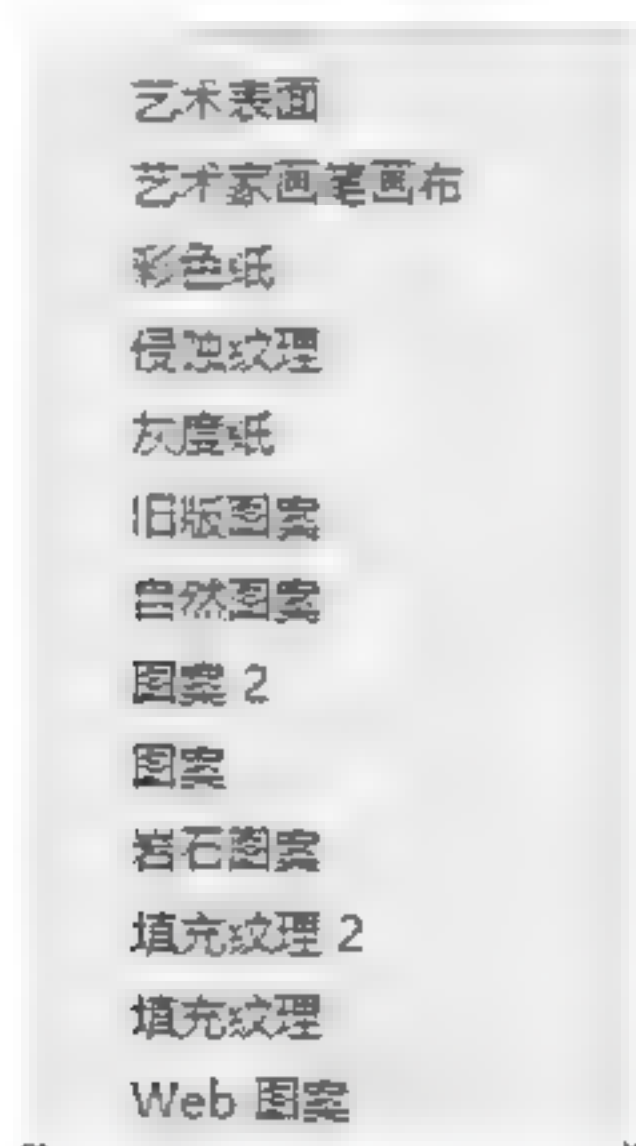 艺术表面
艺术家画笔画布
彩色纸
侵蚀纹理
灰度纸
旧版图案
自然图案
图案 2
图案
岩石图案
填充纹理 2
填充纹理
Web 图案